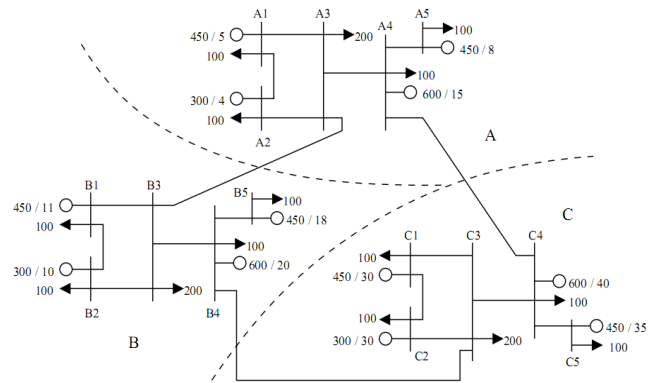 A1 A3 A5
A4
100
450 / 5 200
450 / 8
100
100
300 / 4
600 / 15
100
A2
A
B1 B3 B5
100
450 / 11
450 / 18
100
100
300 / 10
600 / 20
100 200
B2 B4
B
C
C1 C3 C4
100
450 / 30
600 / 40
100
100
450 / 35
300 / 30 200
C2 C5 100